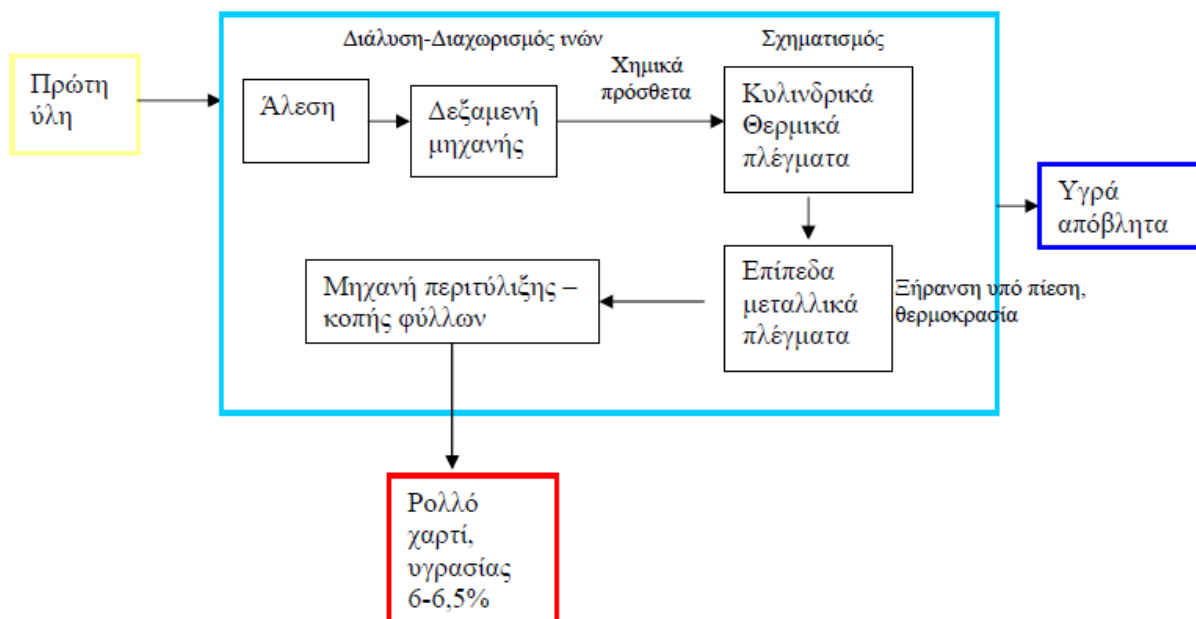 Διάλυση-Διαχωρισμός ινών
Σχηματισμός
Πρώτη
ύλη
Άλεση
Δεξαμενή
μηχανής
Χημικά
πρόσθετα
Κυλινδρικά
Θερμικά
πλέγματα
Υγρά
απόβλητα
Επίπεδα
μεταλλικά
πλέγματα
Ξήρανση υπό πίεση,
θερμοκρασία
Μηχανή περιτύλιξης –
κοπής φύλλων
Ρολλό
χαρτί,
υγρασίας
6-6,5%